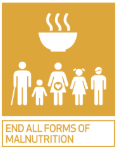 END ALL FORMS OF
MALNUTRITION